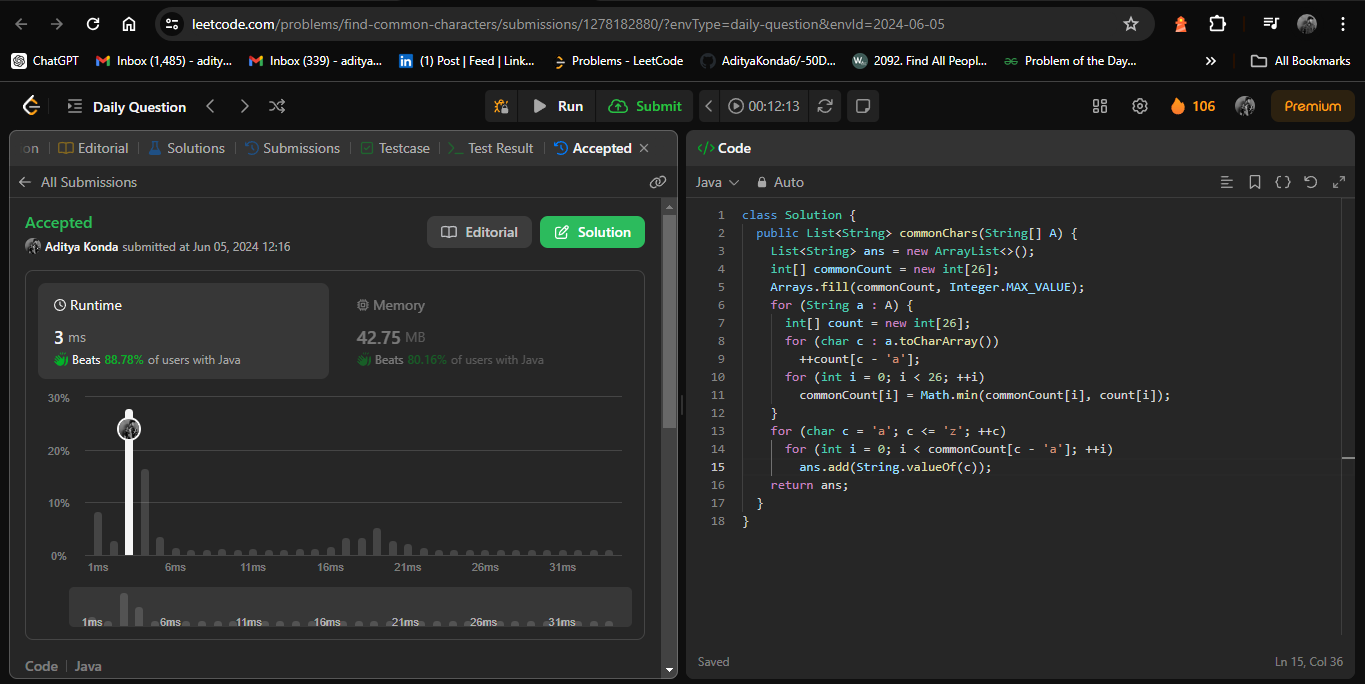 leetcode.com/problems/find-common-characters/submissions/1278182880/?envType=daily-question&envId=2024-06-05
ChatGPT
Inbox (1,485) - adity...
Inbox (339) - aditya...
(1) Post | Feed | Link...
Problems - LeetCode
AdityaKonda6/-50D...
2092. Find All Peopl...
Problem of the Day...
»
All Bookmarks
Daily Question
Run
Submit
00:12:13
106
Premium
on
Editorial
Solutions
Submissions
Testcase
Test Result
Accepted
All Submissions
Accepted
Aditya Konda submitted at Jun 05, 2024 12:16
Editorial
Solution
Runtime
3 ms
Beats 88.78% of users with Java
Memory
42.75 MB
Beats 80.16% of users with Java
30%
20%
10%
0%
1ms 6ms 11ms 16ms 21ms 26ms 31ms
1ms 6ms 11ms 16ms 21ms 26ms 31ms
Code | Java
</> Code
Java
Auto
1 class Solution {
2 public List<String> commonChars(String[] A) {
3 List<String> ans = new ArrayList<>();
4 int[] commonCount = new int[26];
5 Arrays.fill(commonCount, Integer.MAX_VALUE);
6 for (String a : A) {
7 int[] count = new int[26];
8 for (char c : a.toCharArray())
9 ++count[c - 'a'];
10 for (int i = 0; i < 26; ++i)
11 commonCount[i] = Math.min(commonCount[i], count[i]);
12 }
13 for (char c = 'a'; c <= 'z'; ++c)
14 for (int i = 0; i < commonCount[c - 'a']; ++i)
15 ans.add(String.valueOf(c));
16 return ans;
17 }
18 }
Saved
Ln 15, Col 36